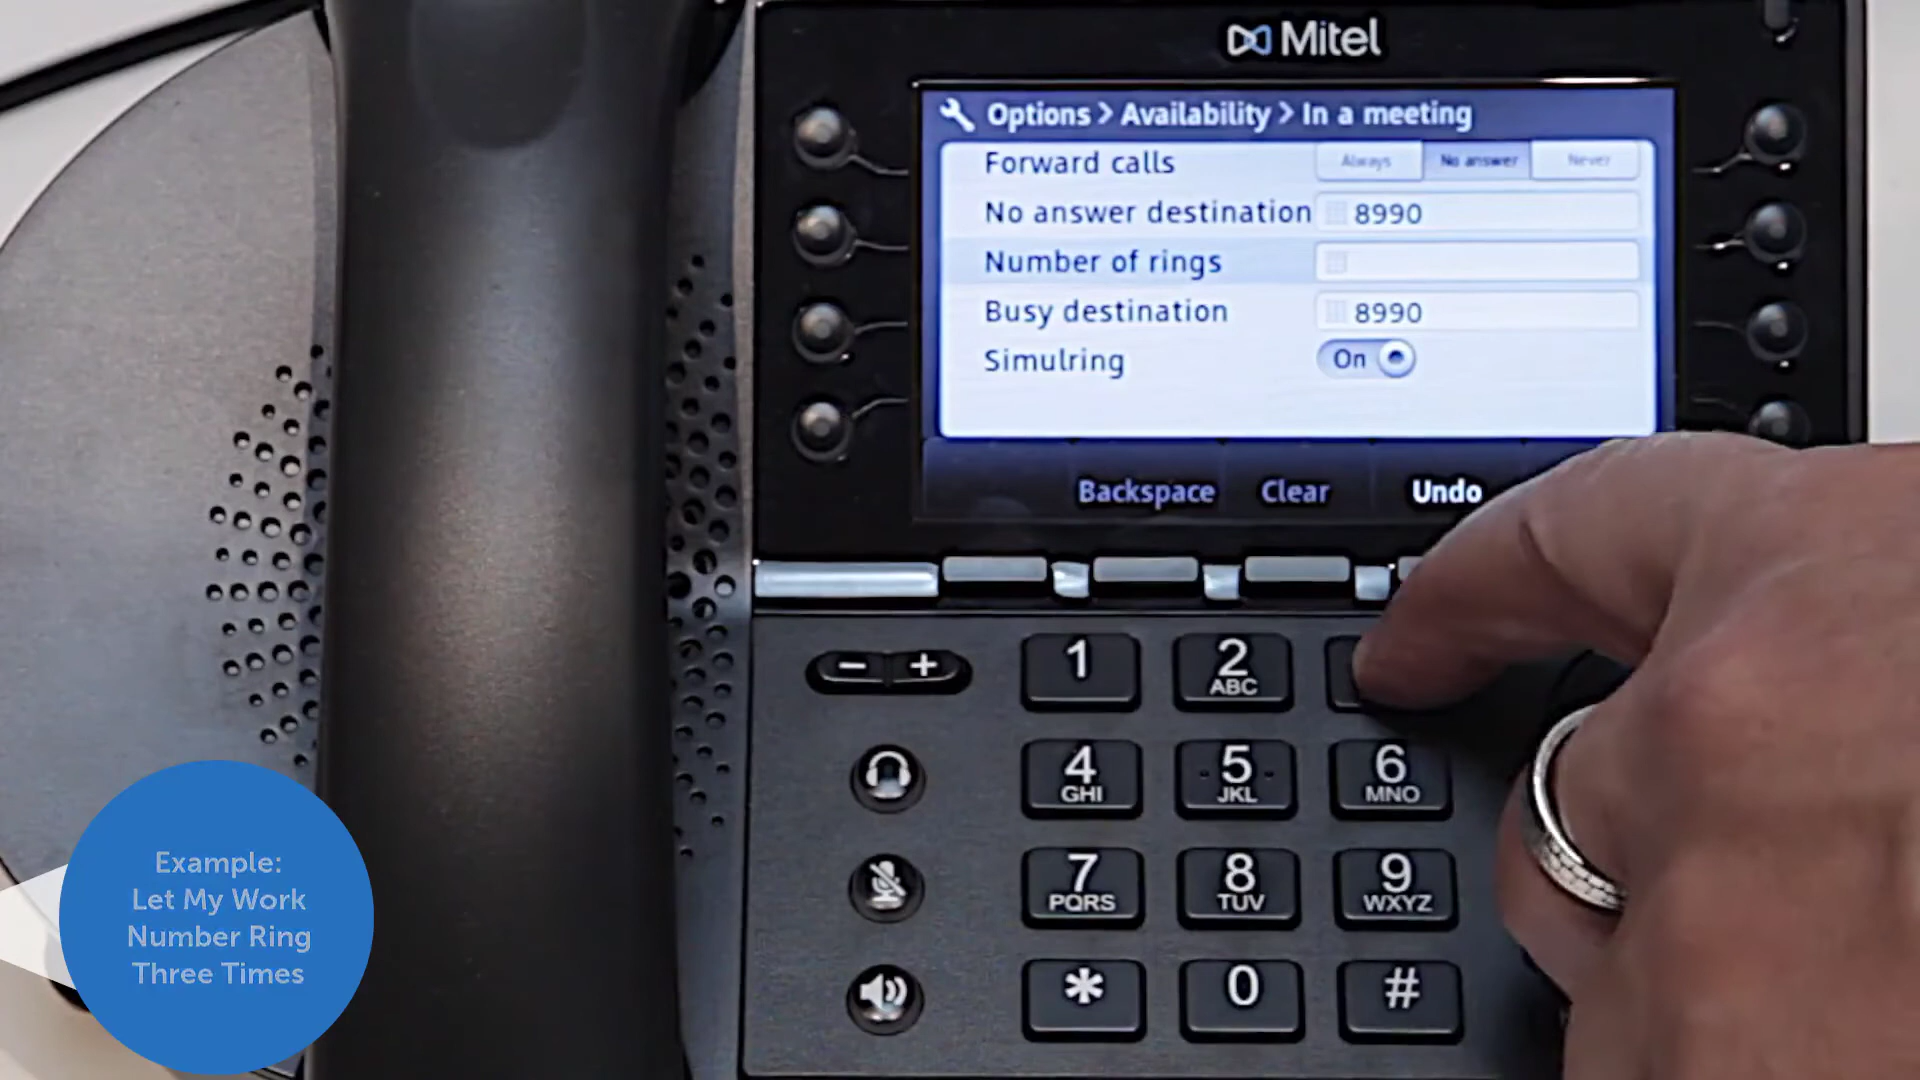 Mitel
Options > Availability > In a meeting
Forward calls Always No answer Never
No answer destination 8990
Number of rings
Busy destination 8990
Simulring On
Backspace Clear Undo
− +
1
2
ABC
4
GHI
5
JKL
6
MNO
7
PQRS
8
TUV
9
WXYZ
*
0
#
Example:
Let My Work
Number Ring
Three Times